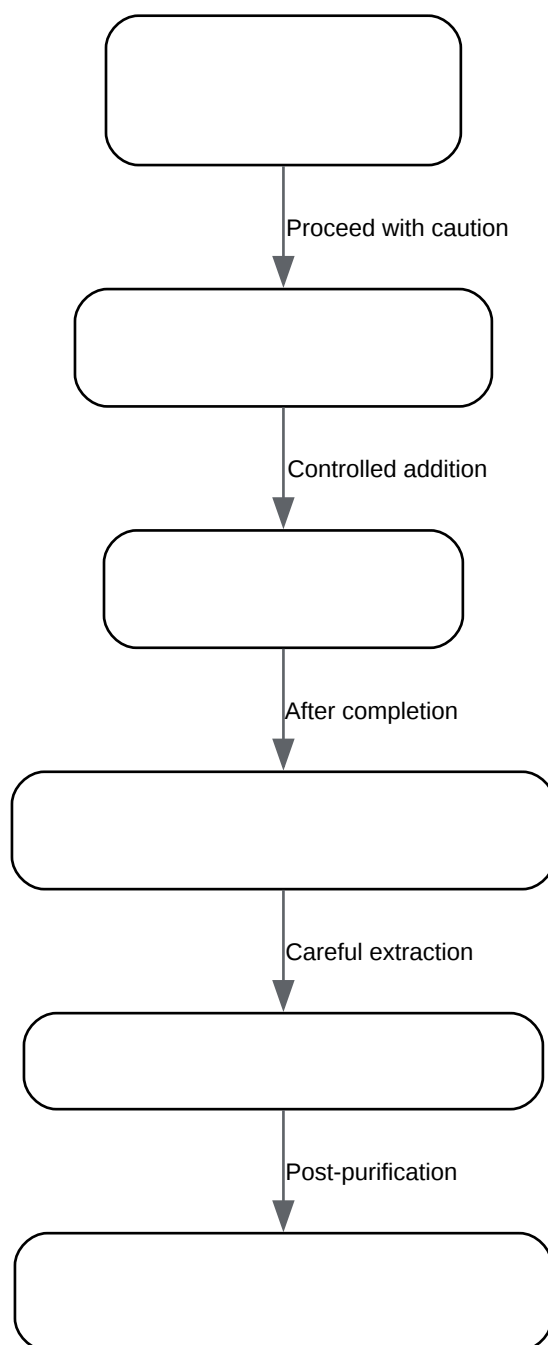 Proceed with caution
Controlled addition
After completion
Careful extraction
Post-purification